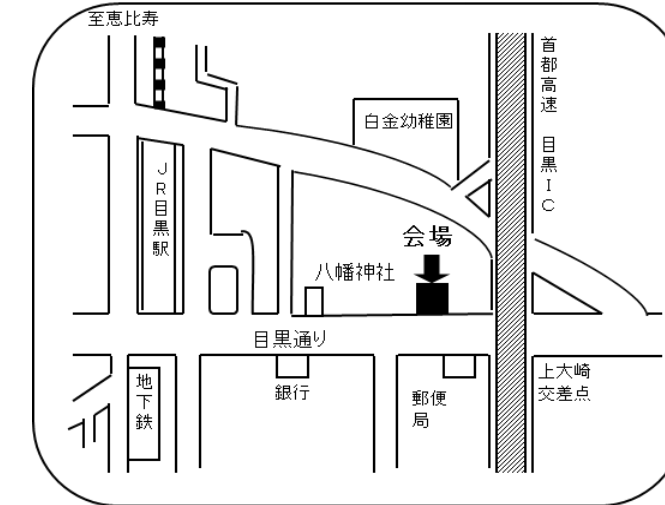 至恵比寿
首都高速 目黒IC
白金幼稚園
JR目黒駅
会場
八幡神社
目黒通り
地下鉄
銀行
郵便
局
上大崎
交差点